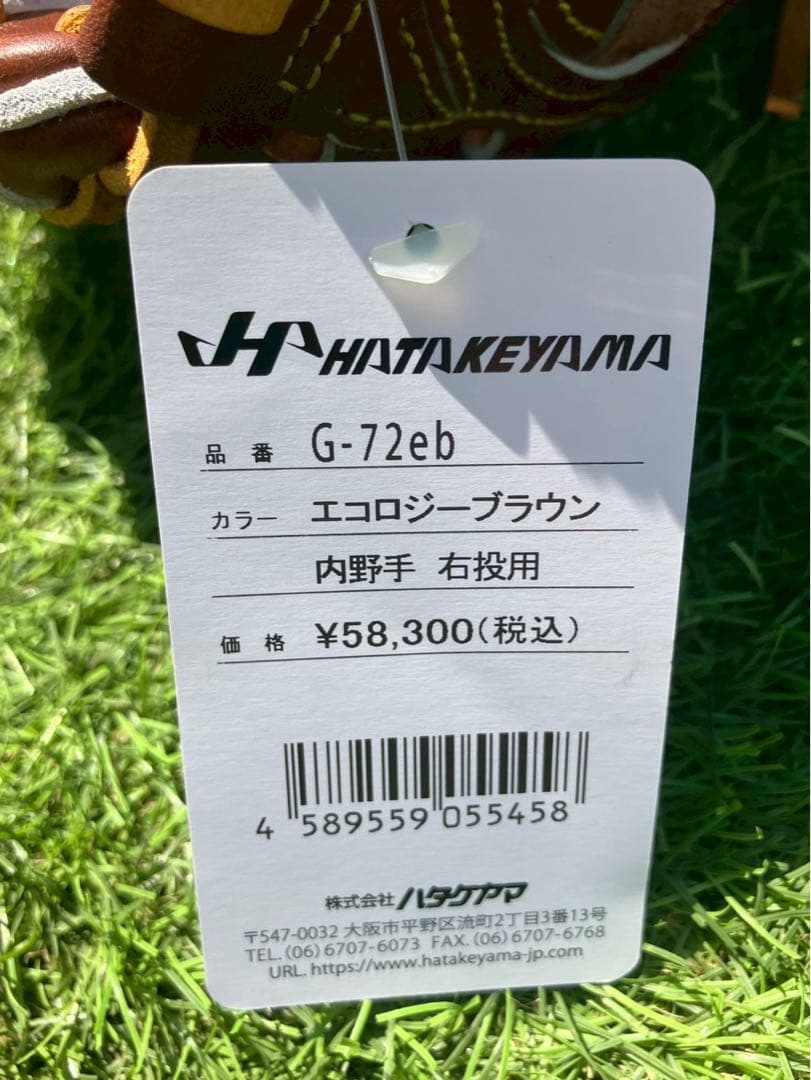 HATAKEYAMA
品番 G-72eb
カラー エコロジーブラウン
内野手 右投用
価格 ¥58,300(税込)
4 589559 055458
株式会社ハタケヤマ
〒547-0032 大阪市平野区流町2丁目3番13号
TEL.(06)6707-6073 FAX.(06)6707-6768
URL. https://www.hatakeyama-jp.com